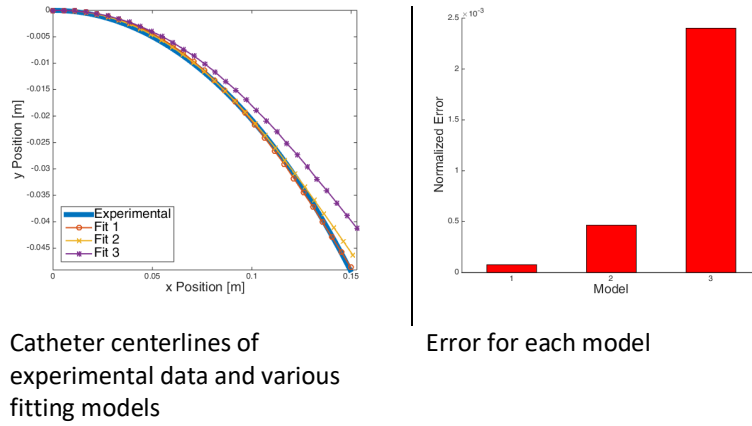 0
-0.005
-0.01
-0.015
-0.02
-0.025
-0.03
-0.035
-0.04
-0.045
y Position [m]
Experimental
Fit 1
Fit 2
Fit 3
0 0.05 0.1 0.15
x Position [m]
2.5 ×10⁻³
2
1.5
1
0.5
0
Normalized Error
1 2 3
Model
Catheter centerlines of
experimental data and various
fitting models
Error for each model